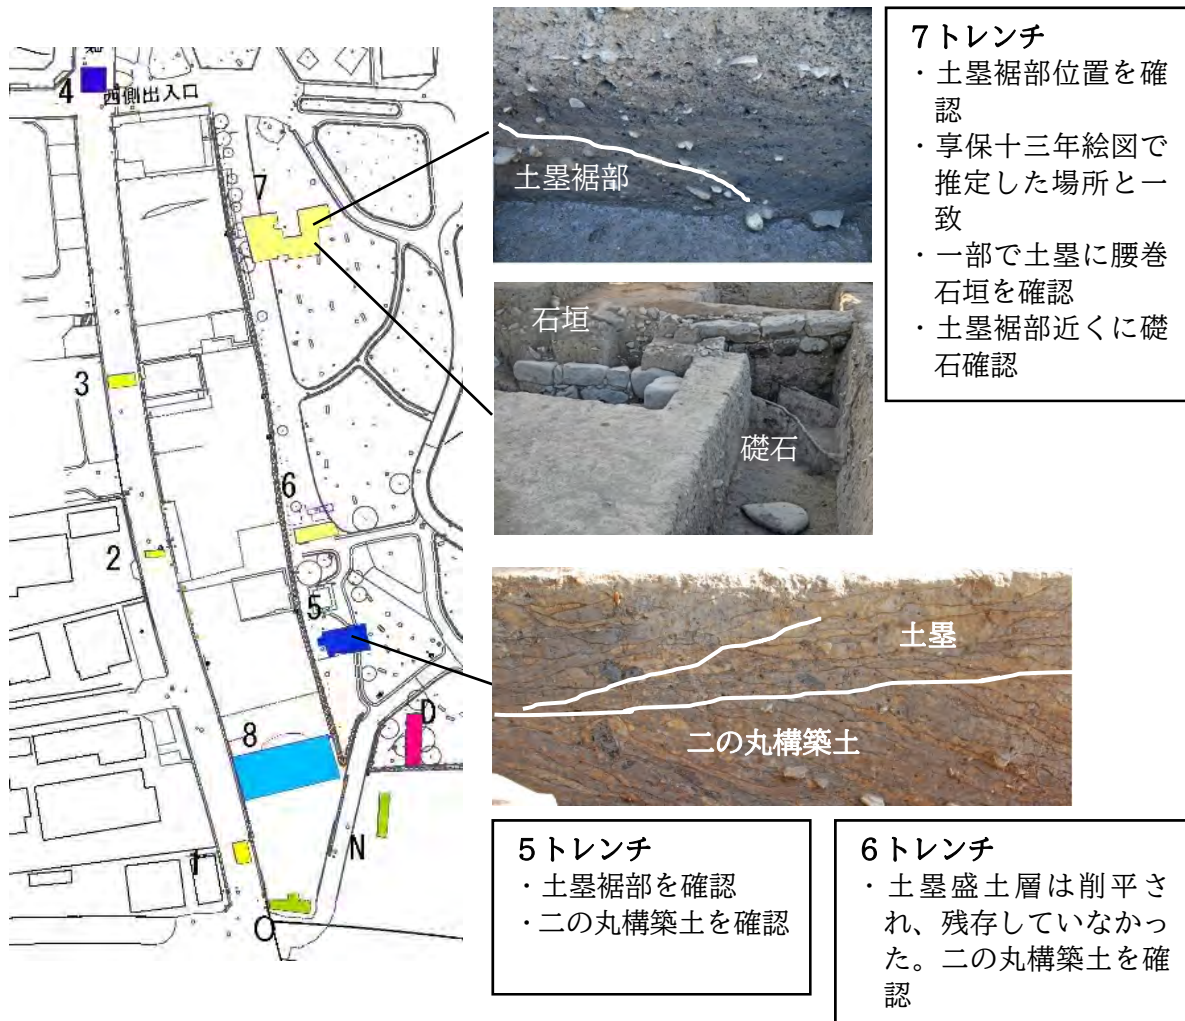 4
西側出入口
7
3
6
2
5
D
8
N
1
O
土塁裾部
石垣
礎石
土塁
二の丸構築土
7トレンチ
・土塁裾部位置を確
認
・享保十三年絵図で
推定した場所と一
致
・一部で土塁に腰巻
石垣を確認
・土塁裾部近くに礎
石確認
5トレンチ
・土塁裾部を確認
・二の丸構築土を確認
6トレンチ
・土塁盛土層は削平さ
れ、残存していなかっ
た。二の丸構築土を確
認